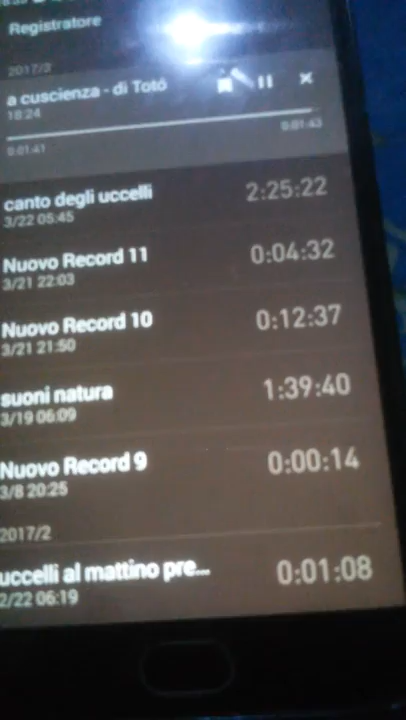 Registratore
2017/2
a cuscienza - di Totó
18:24
0:01:41
0:01:43
canto degli uccelli
2:25:22
3/22 05:45
Nuovo Record 11
0:04:32
3/21 22:03
Nuovo Record 10
0:12:37
3/21 21:50
suoni natura
1:39:40
3/19 06:09
Nuovo Record 9
0:00:14
3/8 20:25
2017/2
uccelli al mattino pre...
0:01:08
2/22 06:19